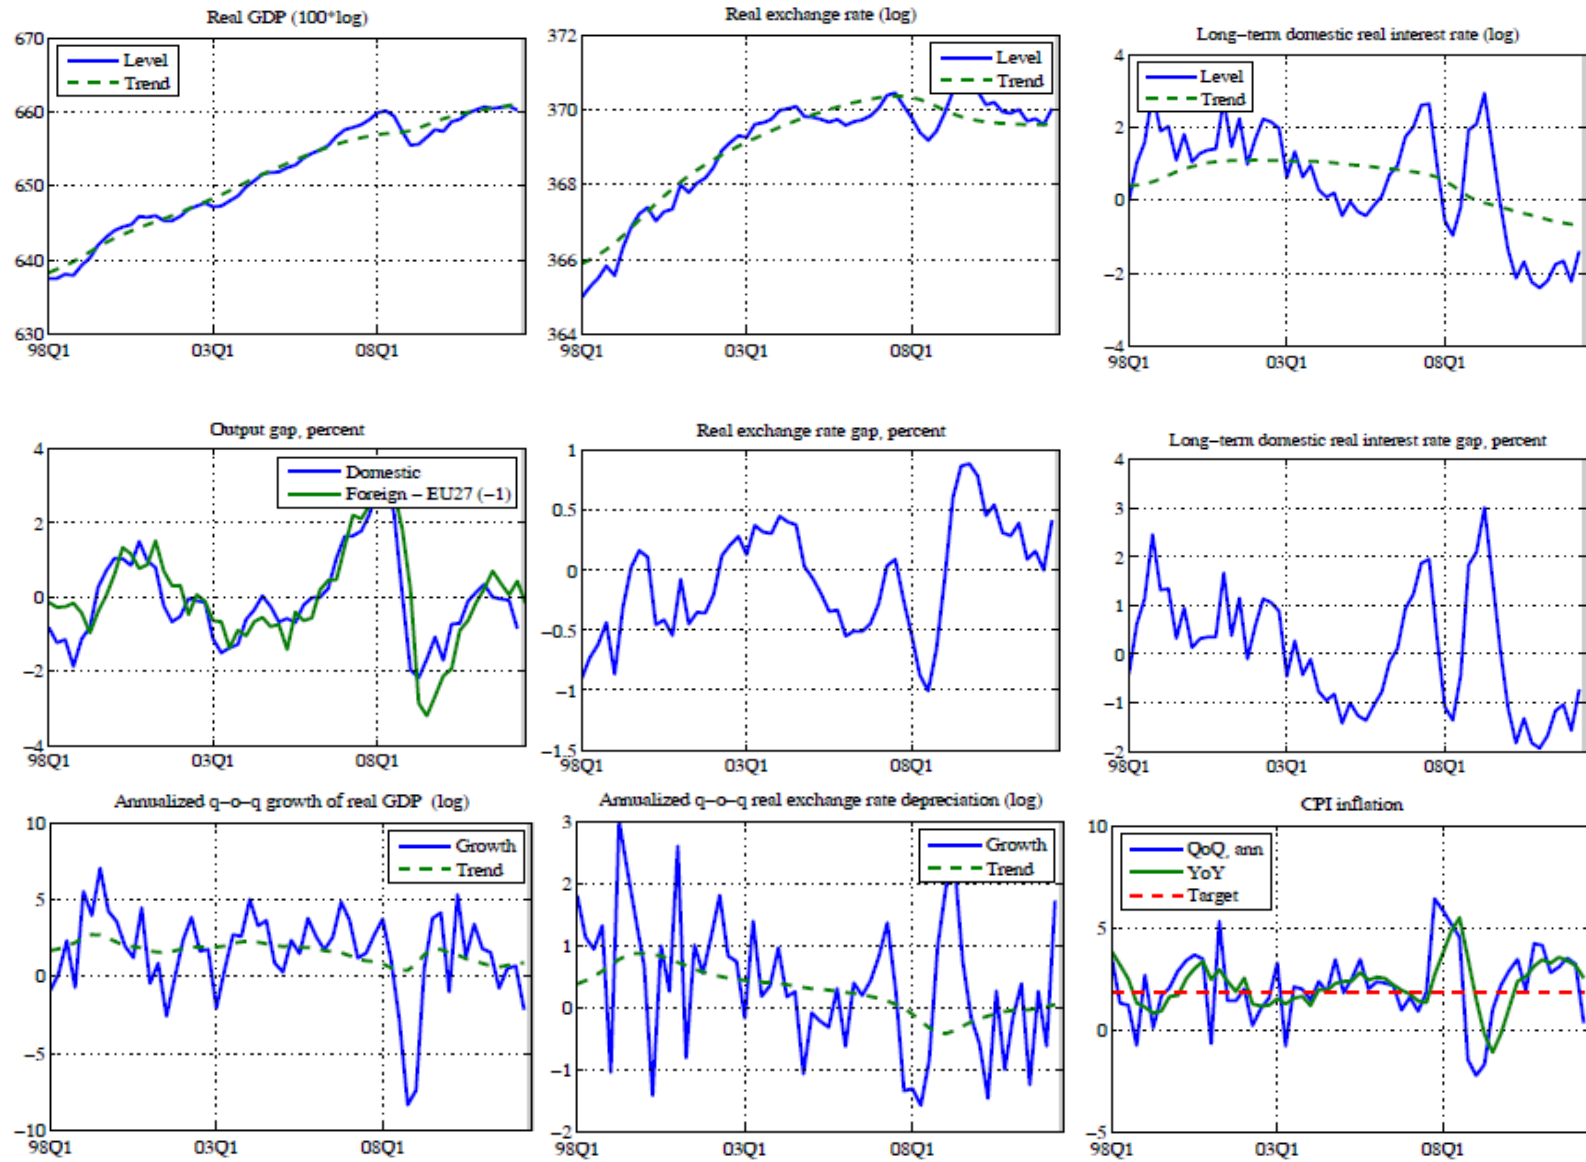 Real GDP (100*log)
670
660
650
640
630
98Q1
03Q1
08Q1
Level
Trend
Real exchange rate (log)
372
370
368
366
364
98Q1
03Q1
08Q1
Level
Trend
Long-term domestic real interest rate (log)
4
2
0
-2
-4
98Q1
03Q1
08Q1
Level
Trend
Output gap, percent
4
2
0
-2
-4
98Q1
03Q1
08Q1
Domestic
Foreign - EU27 (-1)
Real exchange rate gap, percent
1
0.5
0
-0.5
-1
-1.5
98Q1
03Q1
08Q1
Long-term domestic real interest rate gap, percent
4
3
2
1
0
-1
-2
98Q1
03Q1
08Q1
Annualized q-o-q growth of real GDP (log)
10
5
0
-5
-10
98Q1
03Q1
08Q1
Growth
Trend
Annualized q-o-q real exchange rate depreciation (log)
3
2
1
0
-1
-2
98Q1
03Q1
08Q1
Growth
Trend
CPI inflation
10
5
0
-5
98Q1
03Q1
08Q1
QoQ, ann
YoY
Target